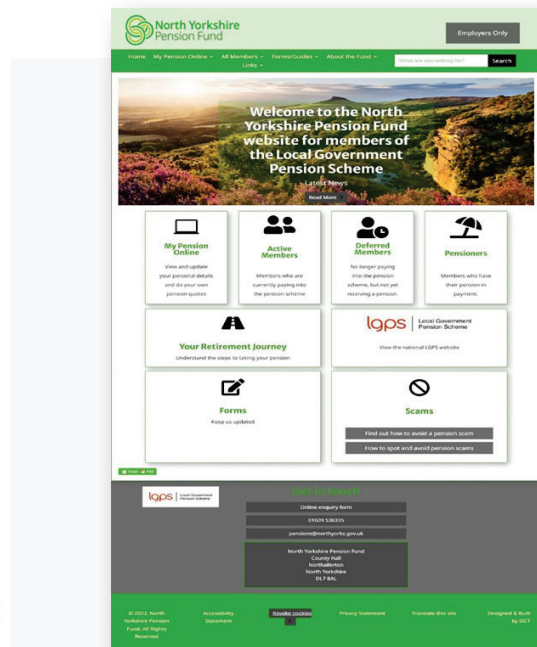 North Yorkshire
Pension Fund
Employers Only
Home My Pension Online All Members Forms/Guides About the Fund
Links
What are you looking for?
Search
Welcome to the North
Yorkshire Pension Fund
website for members of
the Local Government
Pension Scheme
Latest News
Read More
My Pension
Online
View and update
your personal details
and do your own
pension quotes
Active
Members
Members who are
currently paying into
the pension scheme
Deferred
Members
No longer paying
into the pension
scheme, but not yet
receiving a pension.
Pensioners
Members who have
their pension in
payment.
Your Retirement Journey
Understand the steps to taking your pension
lgps Local Government
Pension Scheme
View the national LGPS website
Forms
Keep us updated
Scams
Find out how to avoid a pension scam
How to spot and avoid pension scams
Print PDF
lgps Local Government
Pension Scheme
Get in touch
Online enquiry form
01609 536335
pensions@northyorks.gov.uk
North Yorkshire Pension Fund
County Hall
Northallerton
North Yorkshire
DL7 8AL
© 2022, North
Yorkshire Pension
Fund, All Rights
Reserved
Accessibility
Statement
Revoke cookies
Privacy Statement
Translate this site
Designed & Built
by SICT